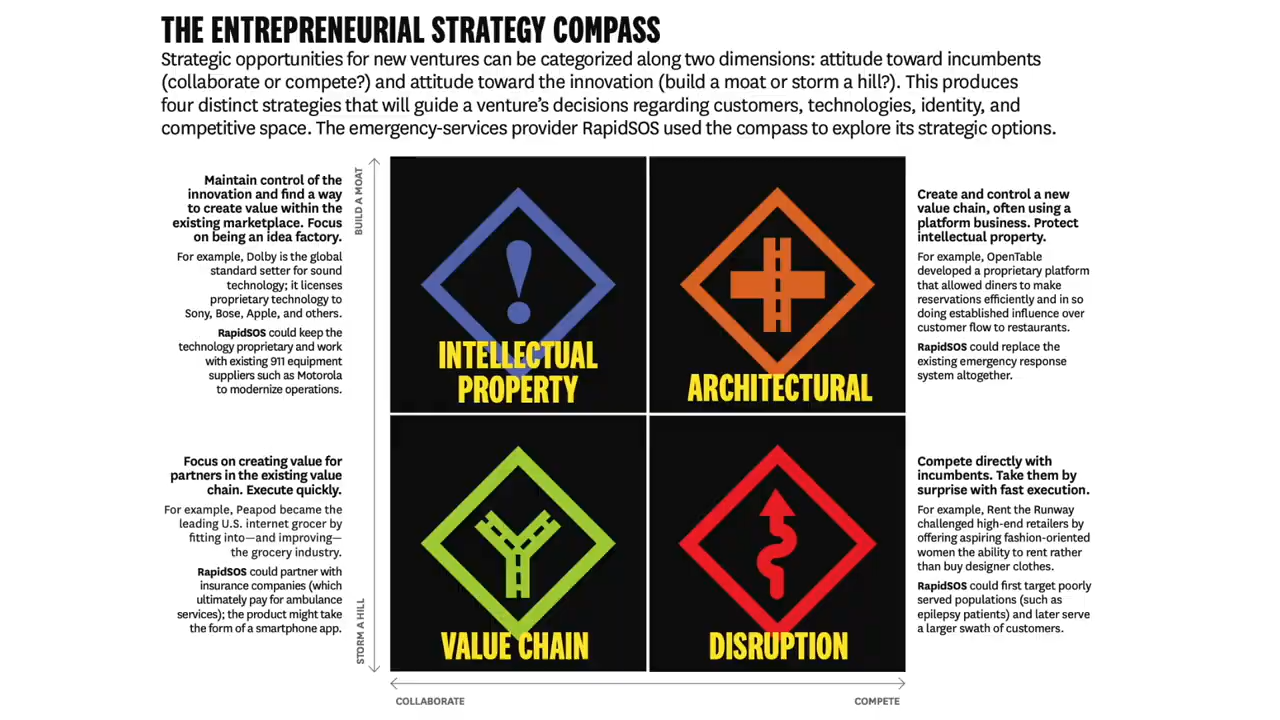 THE ENTREPRENEURIAL STRATEGY COMPASS
Strategic opportunities for new ventures can be categorized along two dimensions: attitude toward incumbents
(collaborate or compete?) and attitude toward the innovation (build a moat or storm a hill?). This produces
four distinct strategies that will guide a venture's decisions regarding customers, technologies, identity, and
competitive space. The emergency-services provider RapidSOS used the compass to explore its strategic options.
Maintain control of the
innovation and find a way
to create value within the
existing marketplace. Focus
on being an idea factory.
For example, Dolby is the global
standard setter for sound
technology; it licenses
proprietary technology to
Sony, Bose, Apple, and others.
RapidSOS could keep the
technology proprietary and work
with existing 911 equipment
suppliers such as Motorola
to modernize operations.
BUILD A MOAT
INTELLECTUAL
PROPERTY
ARCHITECTURAL
Create and control a new
value chain, often using a
platform business. Protect
intellectual property.
For example, OpenTable
developed a proprietary platform
that allowed diners to make
reservations efficiently and in so
doing established influence over
customer flow to restaurants.
RapidSOS could replace the
existing emergency response
system altogether.
Focus on creating value for
partners in the existing value
chain. Execute quickly.
For example, Peapod became the
leading U.S. internet grocer by
fitting into—and improving—
the grocery industry.
RapidSOS could partner with
insurance companies (which
ultimately pay for ambulance
services); the product might take
the form of a smartphone app.
STORM A HILL
VALUE CHAIN
DISRUPTION
Compete directly with
incumbents. Take them by
surprise with fast execution.
For example, Rent the Runway
challenged high-end retailers by
offering aspiring fashion-oriented
women the ability to rent rather
than buy designer clothes.
RapidSOS could first target poorly
served populations (such as
epilepsy patients) and later serve
a larger swath of customers.
COLLABORATE
COMPETE